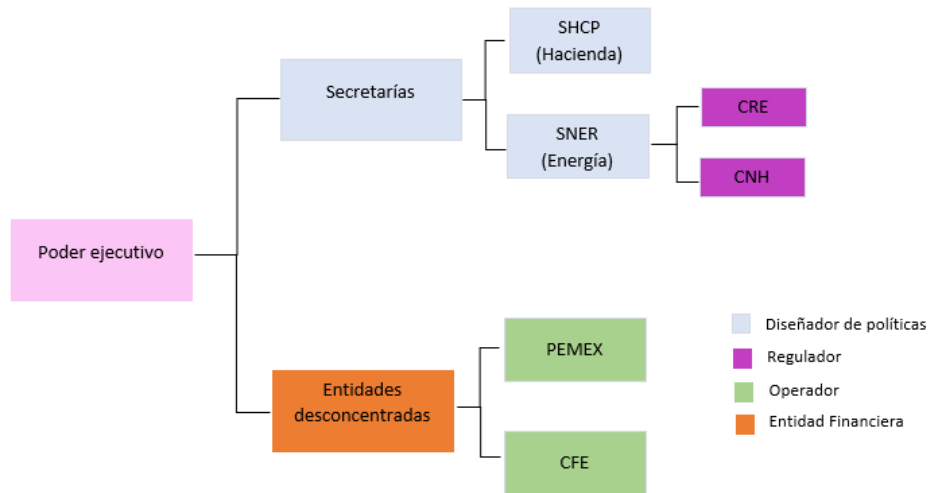 SHCP
(Hacienda)
Secretarías
SNER
(Energía)
CRE
CNH
Poder ejecutivo
PEMEX
Entidades
desconcentradas
CFE
Diseñador de políticas
Regulador
Operador
Entidad Financiera